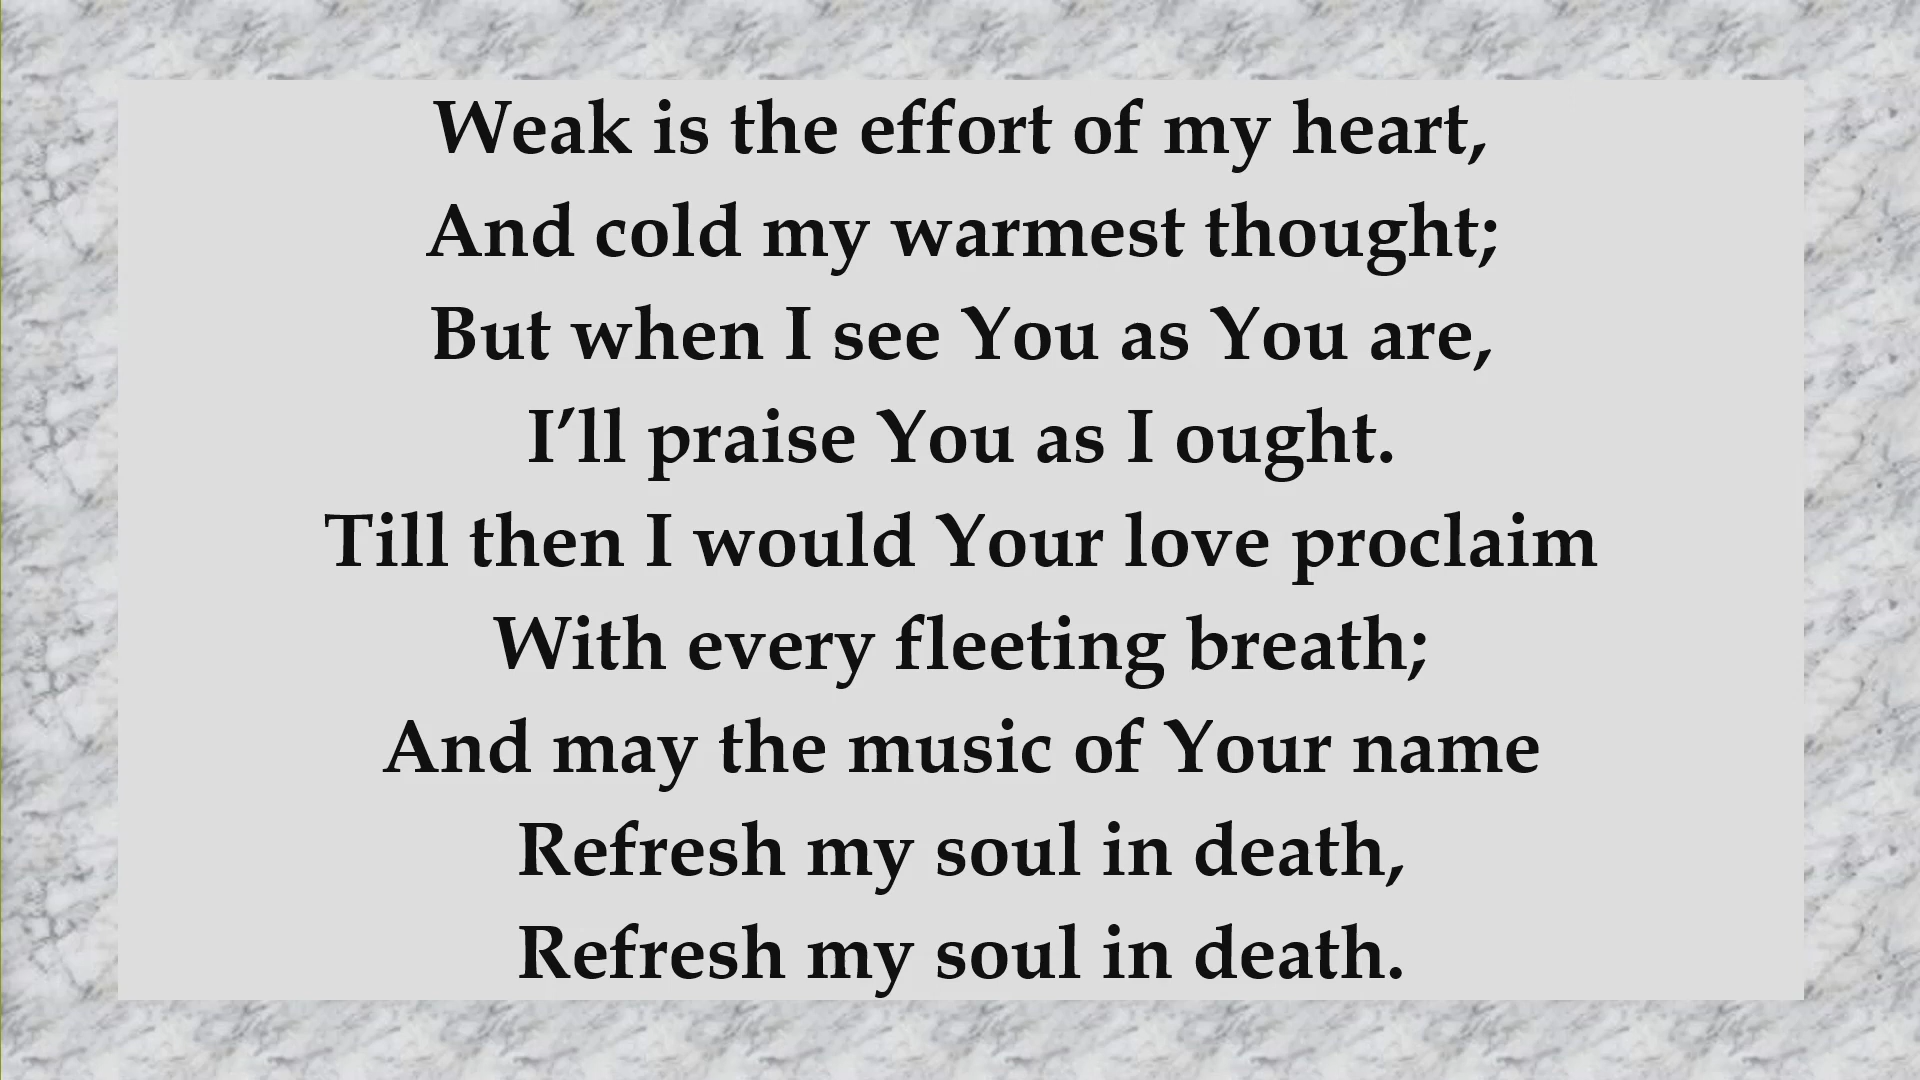 Weak is the effort of my heart,
And cold my warmest thought;
But when I see You as You are,
I’ll praise You as I ought.
Till then I would Your love proclaim
With every fleeting breath;
And may the music of Your name
Refresh my soul in death,
Refresh my soul in death.